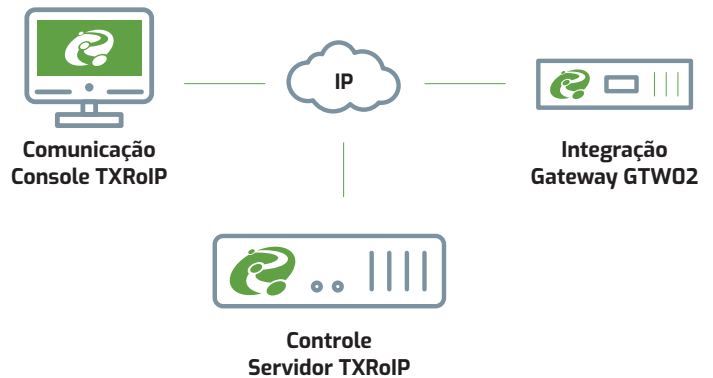 IP
Comunicação
Console TXRoIP
Integração
Gateway GTW02
Controle
Servidor TXRoIP